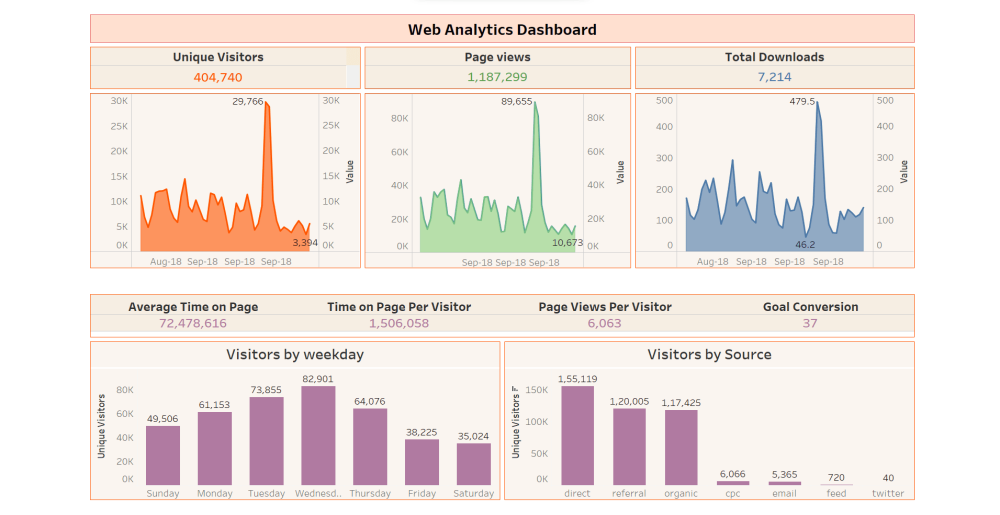 Web Analytics Dashboard
Unique Visitors
404,740
Page views
1,187,299
Total Downloads
7,214
30K
25K
20K
15K
10K
5K
0K
29,766
3,394
30K
25K
20K
15K
10K
5K
0K
Value
Aug-18 Sep-18 Sep-18 Sep-18
80K
60K
40K
20K
0K
89,655
10,673
80K
60K
40K
20K
0K
Value
Sep-18 Sep-18 Sep-18
500
400
300
200
100
0
479.5
46.2
500
400
300
200
100
0
Value
Aug-18 Sep-18 Sep-18 Sep-18
Average Time on Page
72,478,616
Time on Page Per Visitor
1,506,058
Page Views Per Visitor
6,063
Goal Conversion
37
Visitors by weekday
Unique Visitors
80K
60K
40K
20K
0K
49,506
61,153
73,855
82,901
64,076
38,225
35,024
Sunday Monday Tuesday Wednesd.. Thursday Friday Saturday
Visitors by Source
Unique Visitors
150K
100K
50K
0K
1,55,119
1,20,005
1,17,425
6,066
5,365
720
40
direct referral organic cpc email feed twitter